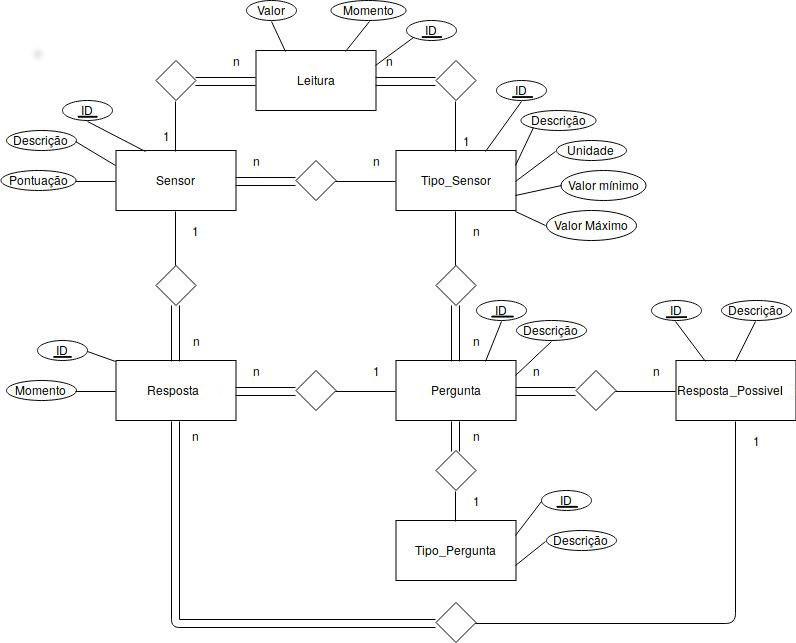 Valor
Momento
ID
n
Leitura
n
ID
ID
Descrição
1
1
Descrição
n
n
Unidade
Pontuação
Sensor
Tipo_Sensor
Valor mínimo
Valor Máximo
1
n
ID
ID
Descrição
Descrição
n
n
ID
n
1
n
n
Momento
Resposta
Pergunta
Resposta_Possivel
n
n
1
1
ID
Descrição
Tipo_Pergunta